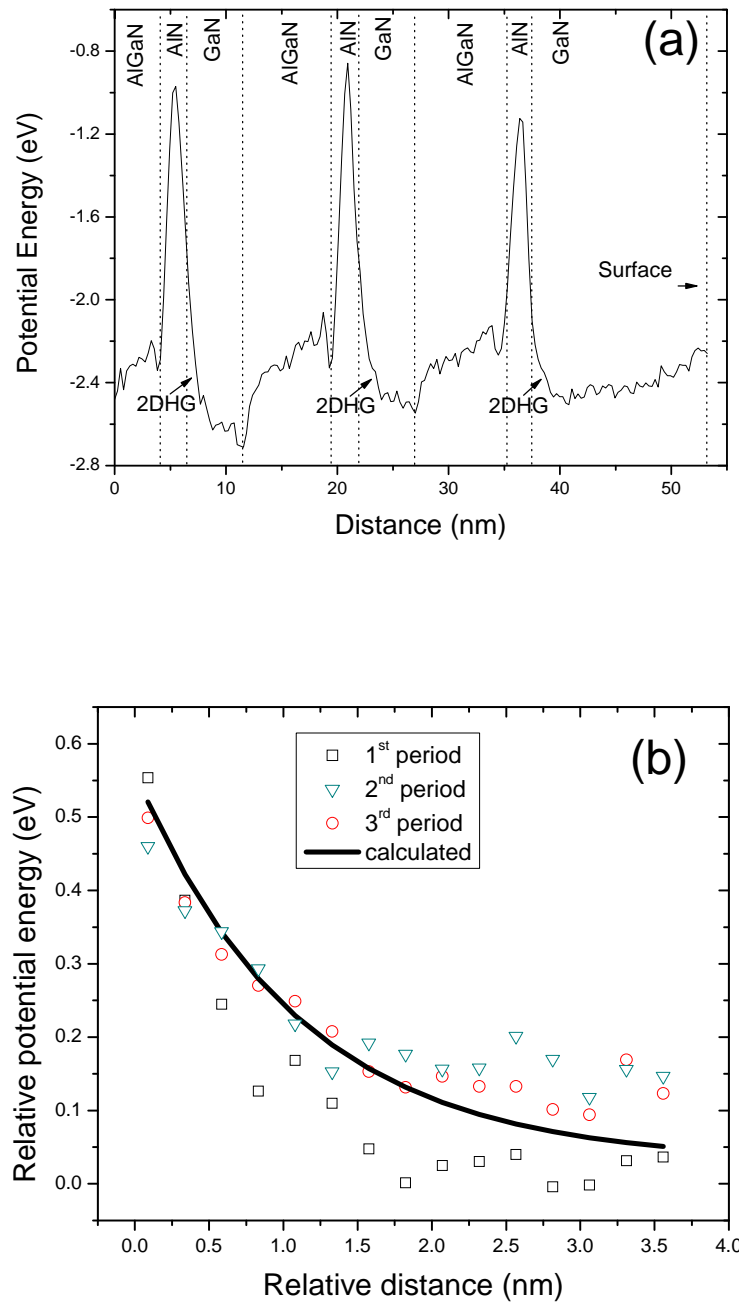 (a)
AlGaN AlN GaN AlGaN AlN GaN AlGaN AlN GaN
-0.8
-1.2
-1.6
-2.0
-2.4
-2.8
Potential Energy (eV)
Surface
2DHG 2DHG 2DHG
0 10 20 30 40 50
Distance (nm)
(b)
0.6
0.5
0.4
0.3
0.2
0.1
0.0
Relative potential energy (eV)
1st period
2nd period
3rd period
calculated
0.0 0.5 1.0 1.5 2.0 2.5 3.0 3.5 4.0
Relative distance (nm)